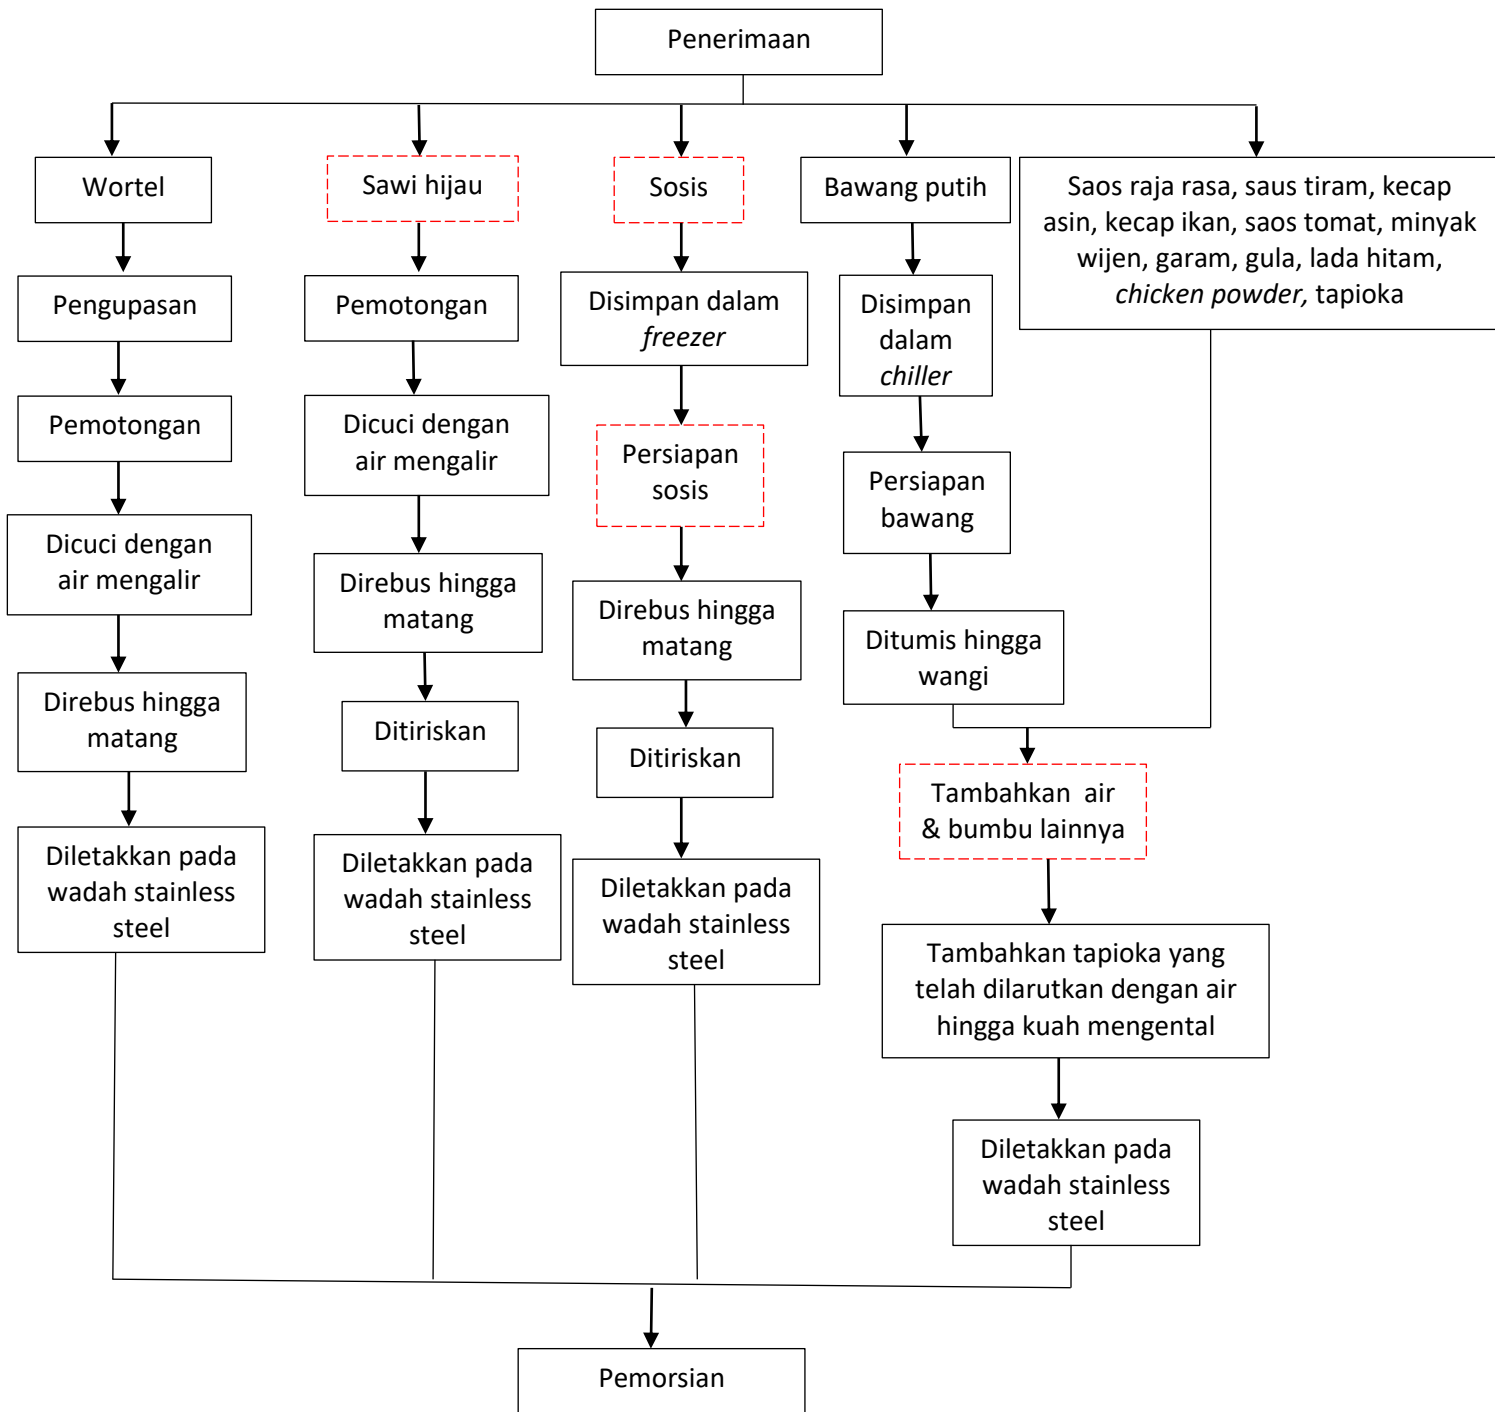 Penerimaan
Wortel
Sawi hijau
Sosis
Bawang putih
Saos raja rasa, saus tiram, kecap
asin, kecap ikan, saos tomat, minyak
wijen, garam, gula, lada hitam,
chicken powder, tapioka
Pengupasan
Pemotongan
Disimpan dalam
freezer
Disimpan
dalam
chiller
Pemotongan
Dicuci dengan
air mengalir
Persiapan
sosis
Persiapan
bawang
Dicuci dengan
air mengalir
Direbus hingga
matang
Direbus hingga
matang
Ditumis hingga
wangi
Direbus hingga
matang
Ditiriskan
Ditiriskan
Tambahkan  air
& bumbu lainnya
Diletakkan pada
wadah stainless
steel
Diletakkan pada
wadah stainless
steel
Diletakkan pada
wadah stainless
steel
Tambahkan tapioka yang
telah dilarutkan dengan air
hingga kuah mengental
Diletakkan pada
wadah stainless
steel
Pemorsian